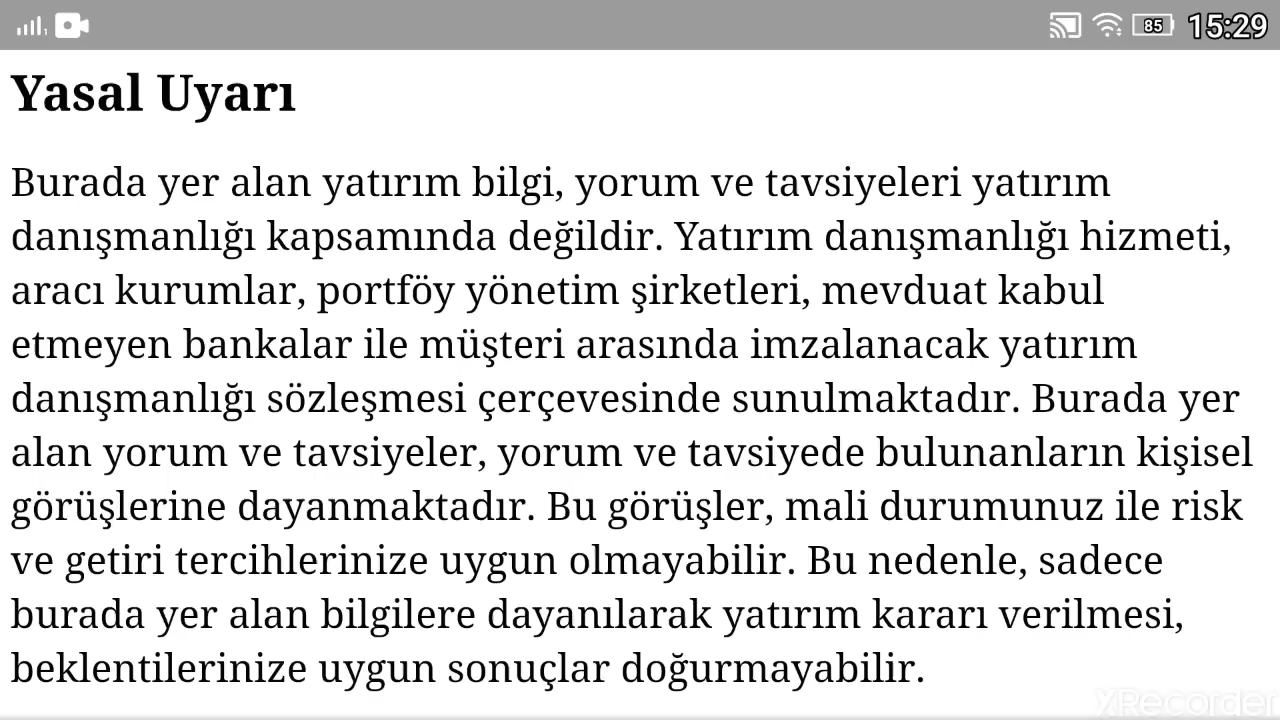 85 15:29
Yasal Uyarı
Burada yer alan yatırım bilgi, yorum ve tavsiyeleri yatırım
danışmanlığı kapsamında değildir. Yatırım danışmanlığı hizmeti,
aracı kurumlar, portföy yönetim şirketleri, mevduat kabul
etmeyen bankalar ile müşteri arasında imzalanacak yatırım
danışmanlığı sözleşmesi çerçevesinde sunulmaktadır. Burada yer
alan yorum ve tavsiyeler, yorum ve tavsiyede bulunanların kişisel
görüşlerine dayanmaktadır. Bu görüşler, mali durumunuz ile risk
ve getiri tercihlerinize uygun olmayabilir. Bu nedenle, sadece
burada yer alan bilgilere dayanılarak yatırım kararı verilmesi,
beklentilerinize uygun sonuçlar doğurmayabilir.
XRecorder